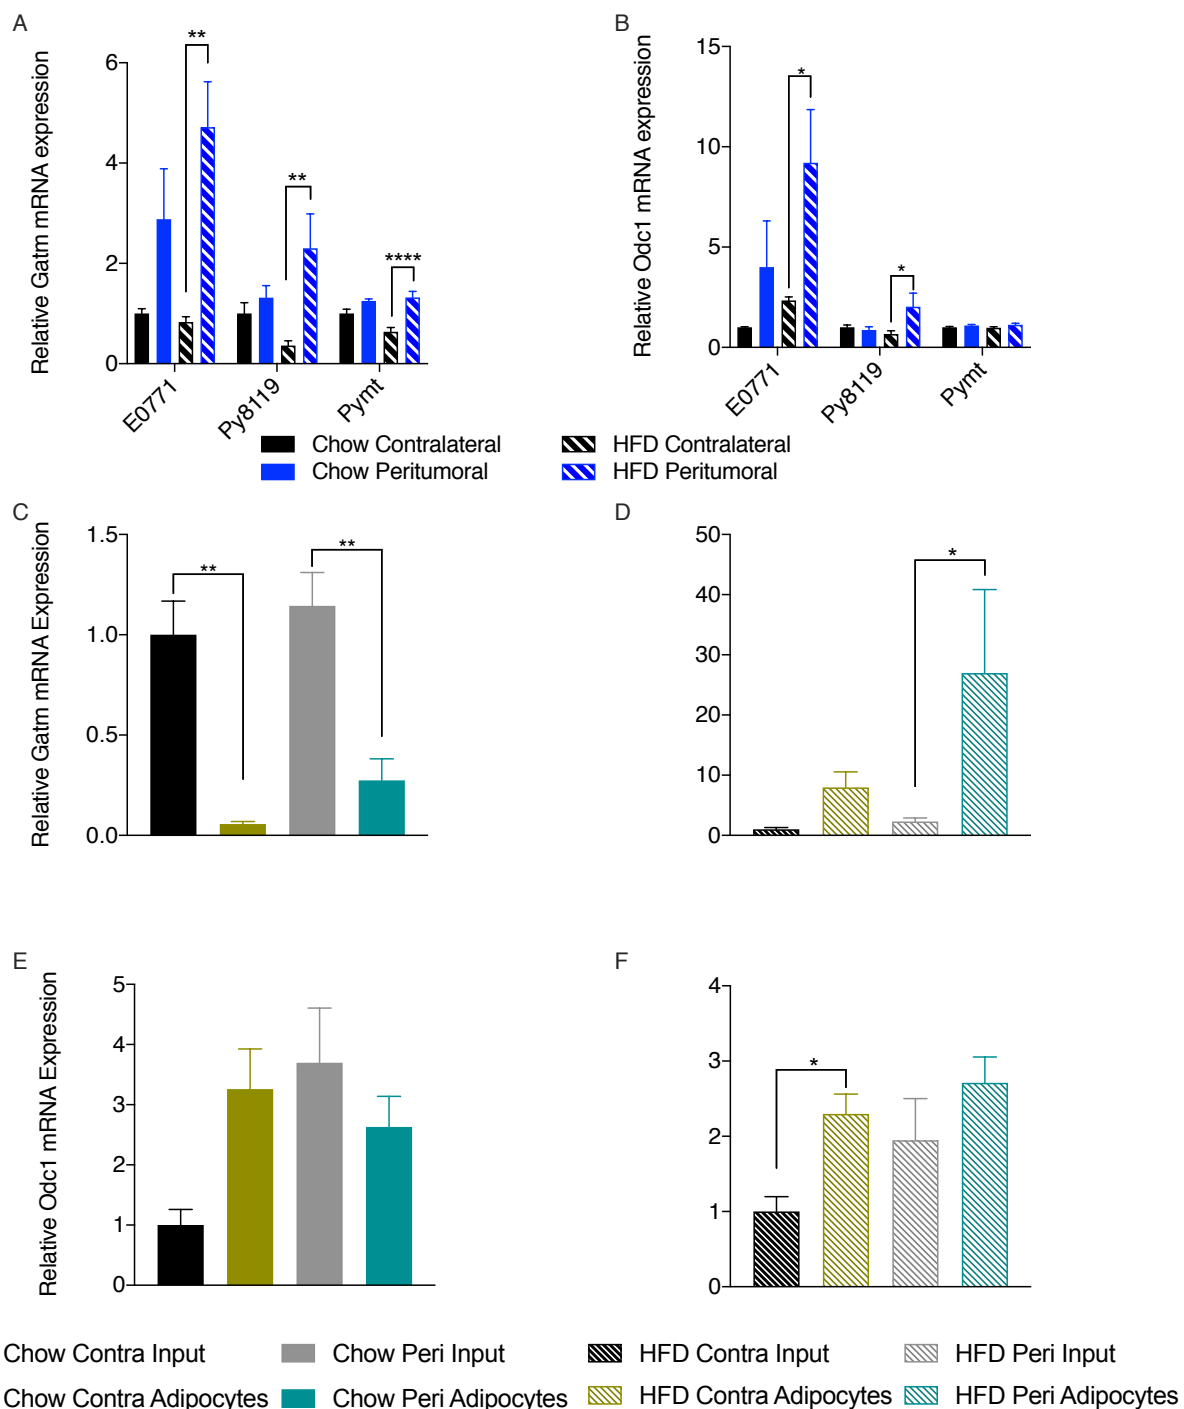 A
B
Relative Gatm mRNA expression
6
4
2
0
**
**
****
E0771
Py8119
Pymt
Relative Odc1 mRNA expression
15
10
5
0
*
*
E0771
Py8119
Pymt
Chow Contralateral
HFD Contralateral
Chow Peritumoral
HFD Peritumoral
C
D
Relative Gatm mRNA Expression
1.5
1.0
0.5
0.0
**
**
50
40
30
20
10
0
*
E
F
Relative Odc1 mRNA Expression
5
4
3
2
1
0
4
3
2
1
0
*
Chow Contra Input
Chow Peri Input
HFD Contra Input
HFD Peri Input
Chow Contra Adipocytes
Chow Peri Adipocytes
HFD Contra Adipocytes
HFD Peri Adipocytes